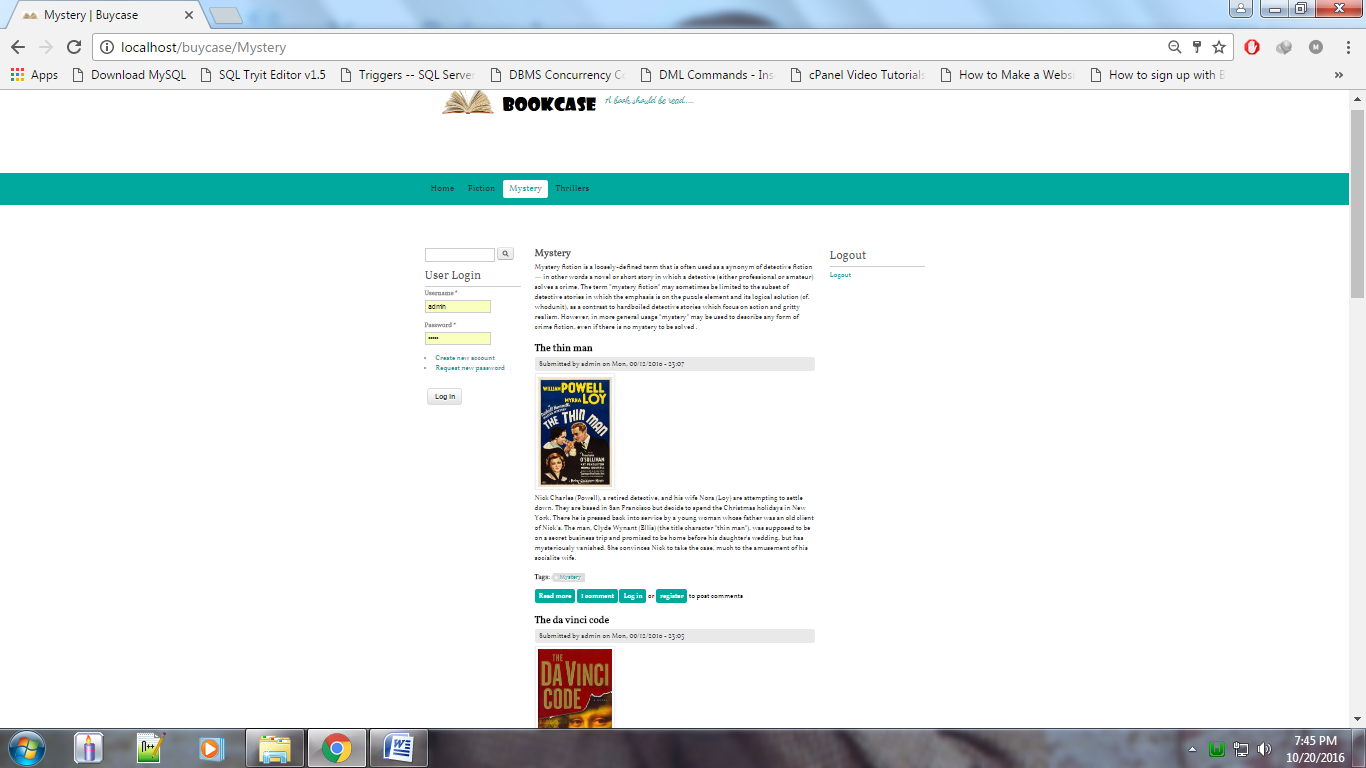 Mystery | Buycase
localhost/buycase/Mystery
Apps
Download MySQL
SQL Tryit Editor v1.5
Triggers -- SQL Server
DBMS Concurrency Co
DML Commands - Ins
cPanel Video Tutorials
How to Make a Websi
How to sign up with B
»
BOOKCASE
A book should be read....
Home
Fiction
Mystery
Thrillers
User Login
Username *
admin
Password *
•••••
Create new account
Request new password
Log in
Mystery
Mystery fiction is a loosely-defined term that is often used as a synonym of detective fiction
— in other words a novel or short story in which a detective (either professional or amateur)
solves a crime. The term "mystery fiction" may sometimes be limited to the subset of
detective stories in which the emphasis is on the puzzle element and its logical solution (cf.
whodunit), as a contrast to hardboiled detective stories which focus on action and gritty
realism. However, in more general usage "mystery" may be used to describe any form of
crime fiction, even if there is no mystery to be solved .
The thin man
Submitted by admin on Mon, 09/12/2016 - 23:07
WILLIAM POWELL
MYRNA LOY
THE THIN MAN
O'SULLIVAN
Nick Charles (Powell), a retired detective, and his wife Nora (Loy) are attempting to settle
down. They are based in San Francisco but decide to spend the Christmas holidays in New
York. There he is pressed back into service by a young woman whose father was an old client
of Nick's. The man, Clyde Wynant (Ellis) (the title character "thin man"), was supposed to be
on a secret business trip and promised to be home before his daughter's wedding, but has
mysteriously vanished. She convinces Nick to take the case, much to the amusement of his
socialite wife.
Tags: Mystery
Read more 1 comment Log in or register to post comments
The da vinci code
Submitted by admin on Mon, 09/12/2016 - 23:05
THE
DA VINCI
CODE
Logout
Logout
7:45 PM
10/20/2016